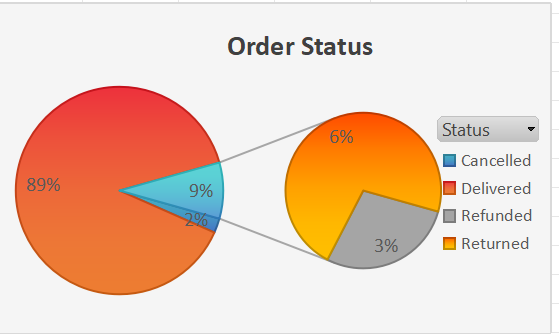 Order Status
89%
9%
2%
6%
3%
Status
Cancelled
Delivered
Refunded
Returned